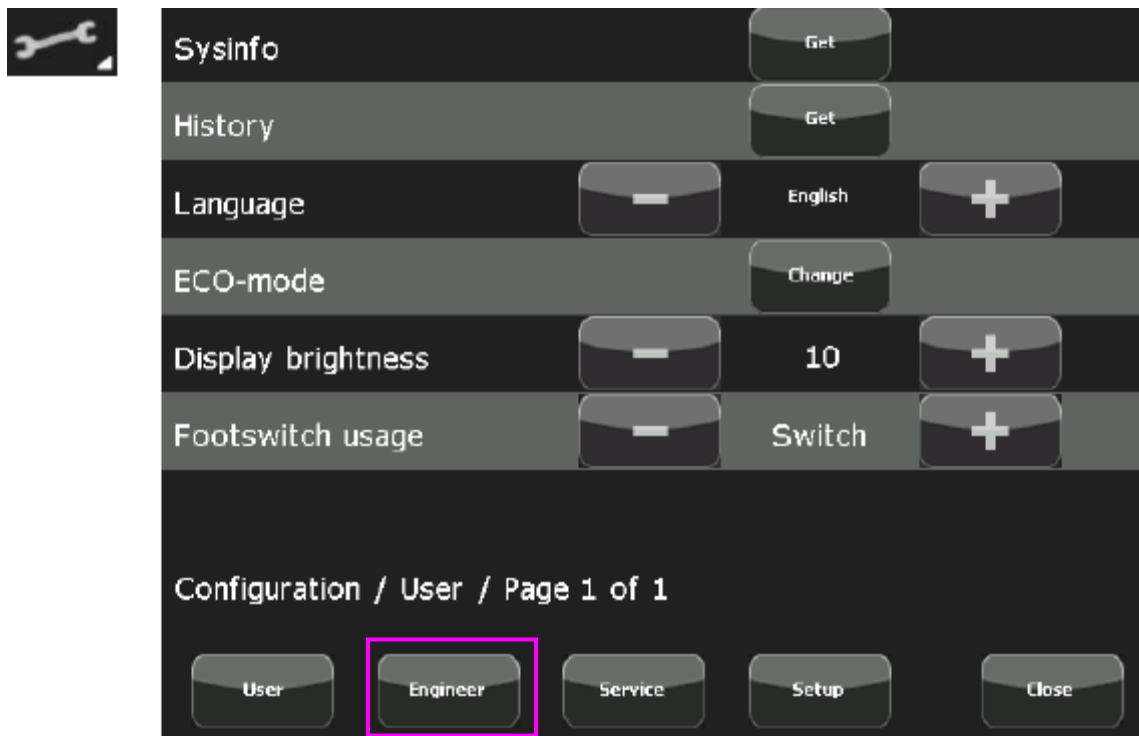 Sysinfo Get
History Get
Language English
ECO-mode Change
Display brightness 10
Footswitch usage Switch
Configuration / User / Page 1 of 1
User Engineer Service Setup Close